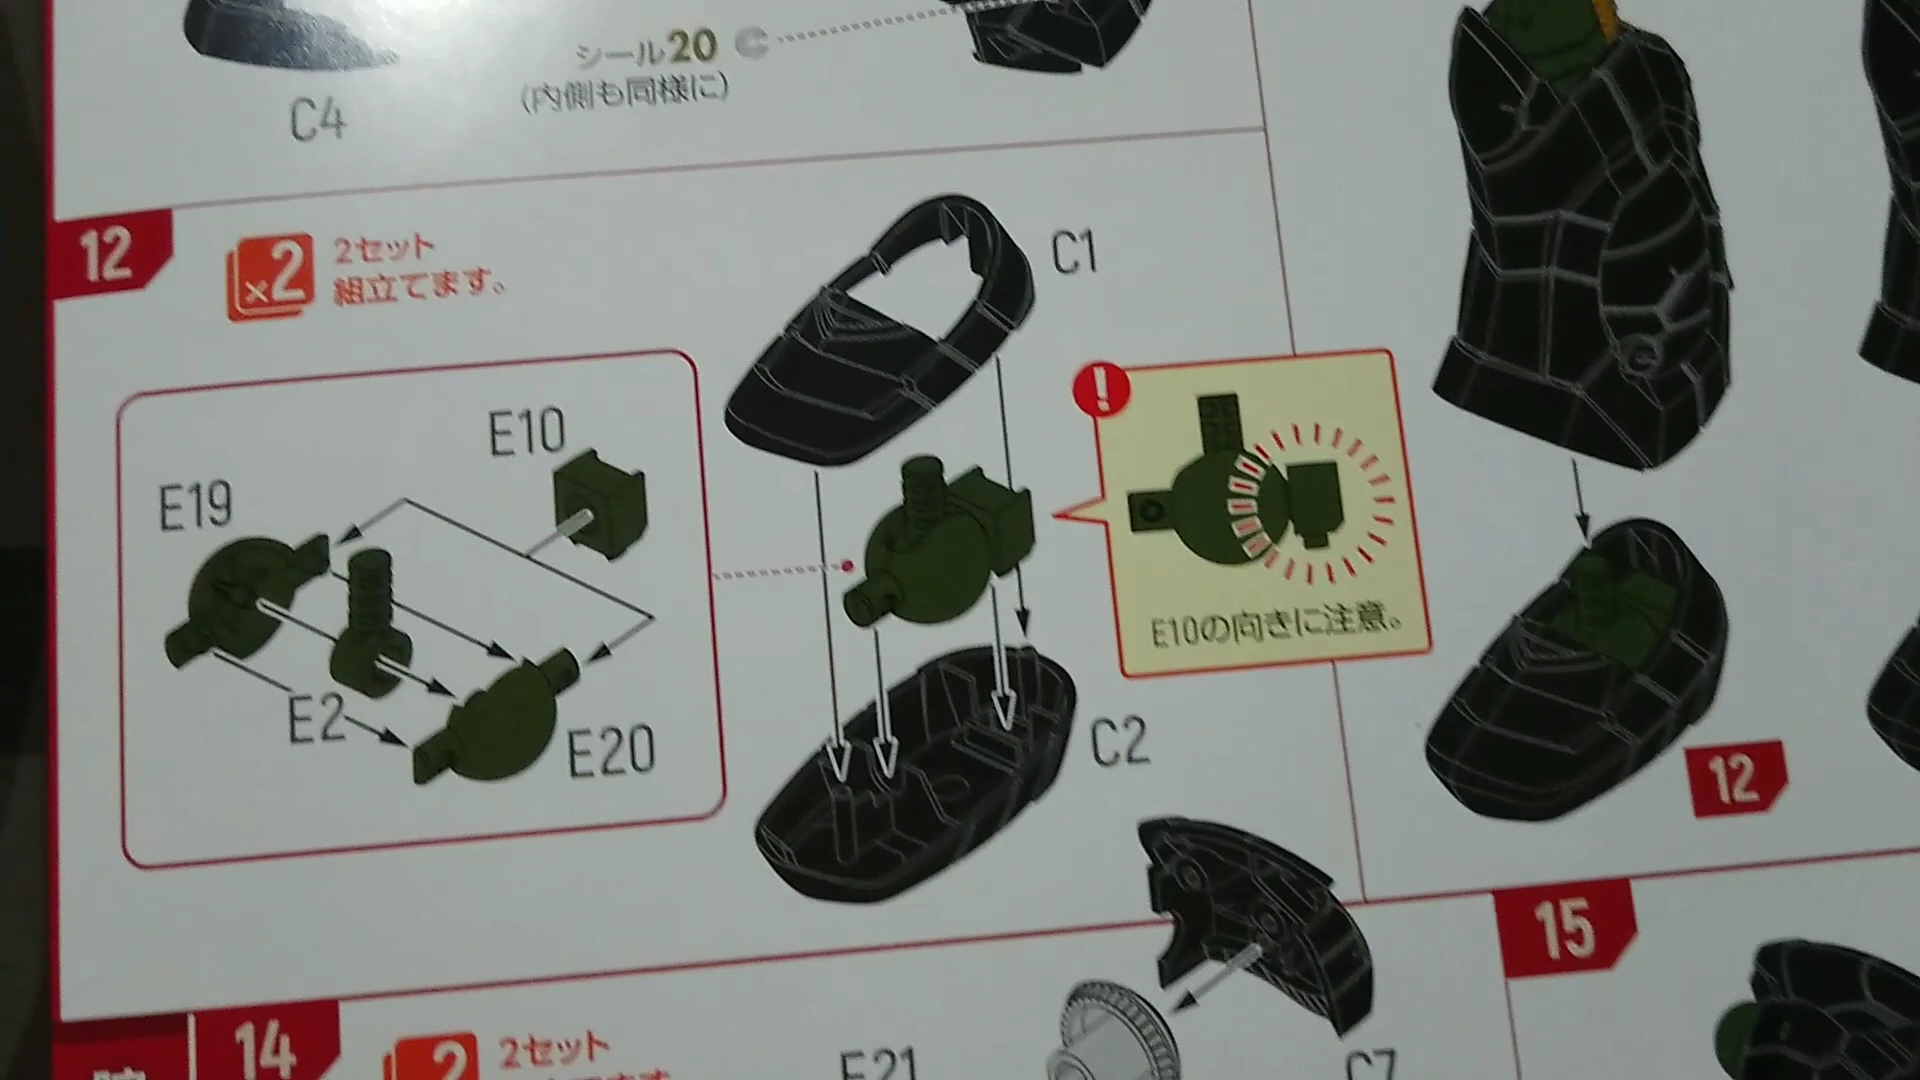 シール20
(内側も同様に)
C4
12
×2
2セット
組立てます。
C1
E10
E19
E2
E20
E10の向きに注意。
C2
12
15
14
2
2セット
E21
C7